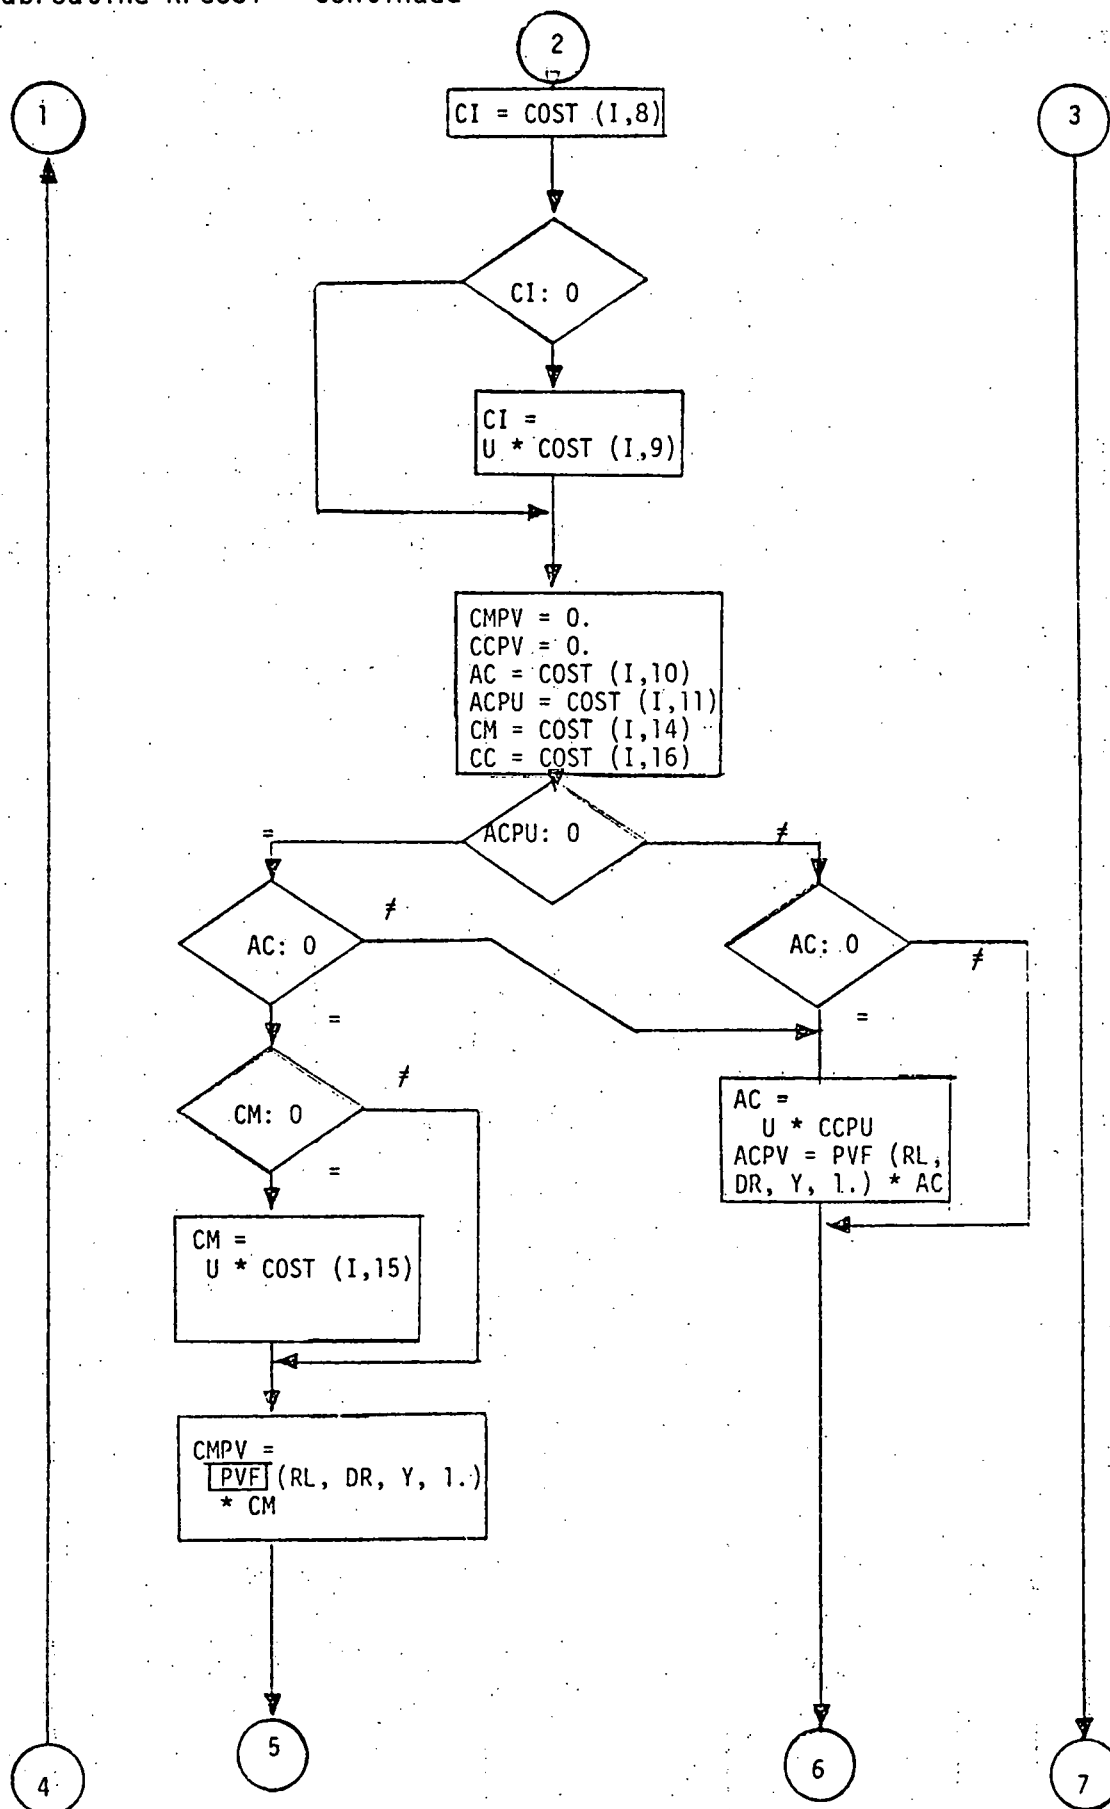 Continued
2
1
3
CI = COST (I,8)
CI: 0
CI =
U * COST (I,9)
CMPV = 0.
CCPV = 0.
AC = COST (I,10)
ACPU = COST (I,11)
CM = COST (I,14)
CC = COST (I,16)
ACPU: 0
=
≠
AC: 0
≠
=
AC: 0
≠
=
CM: 0
≠
=
AC =
U * CCPU
ACPV = PVF (RL,
DR, Y, 1.) * AC
CM =
U * COST (I,15)
CMPV =
PVF (RL, DR, Y, 1.)
* CM
4
5
6
7